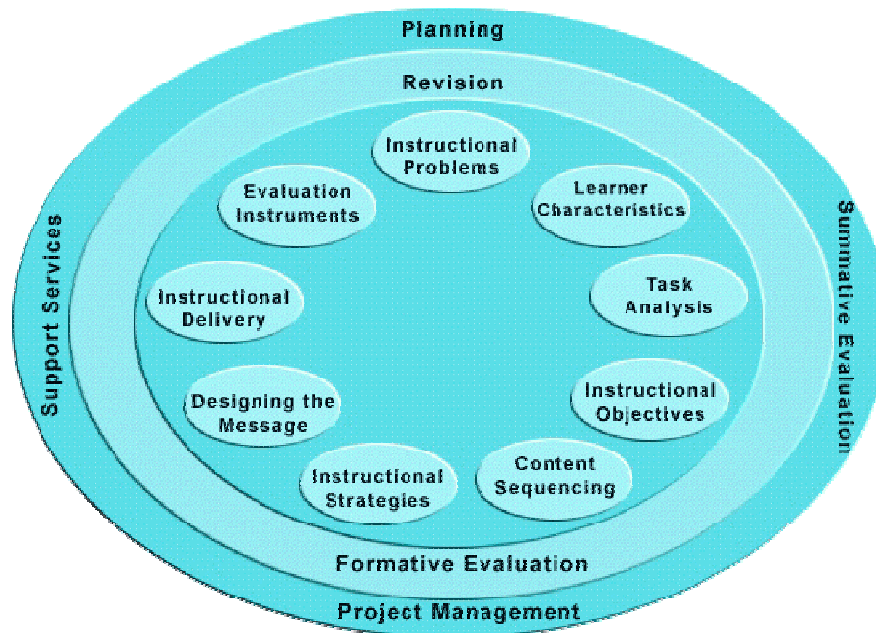 Planning
Revision
Instructional
Problems
Evaluation
Instruments
Learner
Characteristics
Instructional
Delivery
Task
Analysis
Support Services
Summative Evaluation
Designing the
Message
Instructional
Objectives
Instructional
Strategies
Content
Sequencing
Formative Evaluation
Project Management